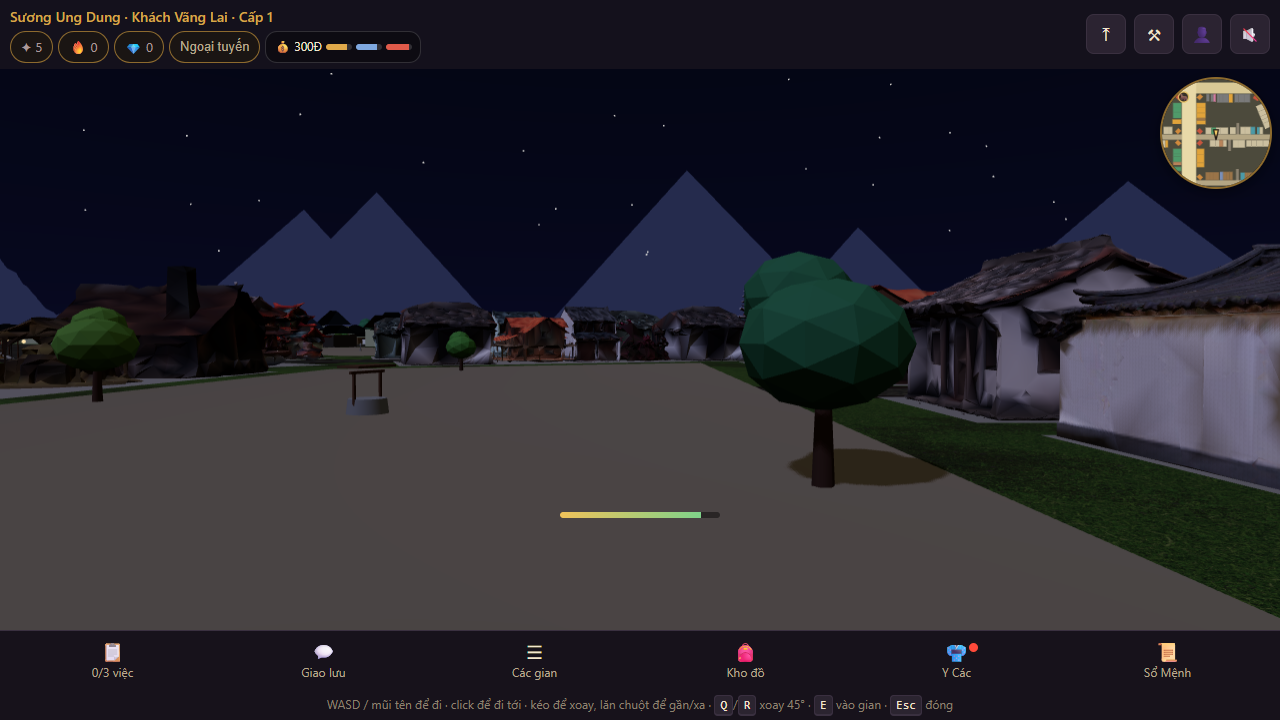 Sương Ung Dung · Khách Vãng Lai · Cấp 1
5
0
0
Ngoại tuyến
300Đ
0/3 việc
Giao lưu
Các gian
Kho đồ
Y Các
Sổ Mệnh
WASD / mũi tên để đi · click để đi tới · kéo để xoay, lăn chuột để gần/xa · Q / R xoay 45° · E vào gian · Esc đóng